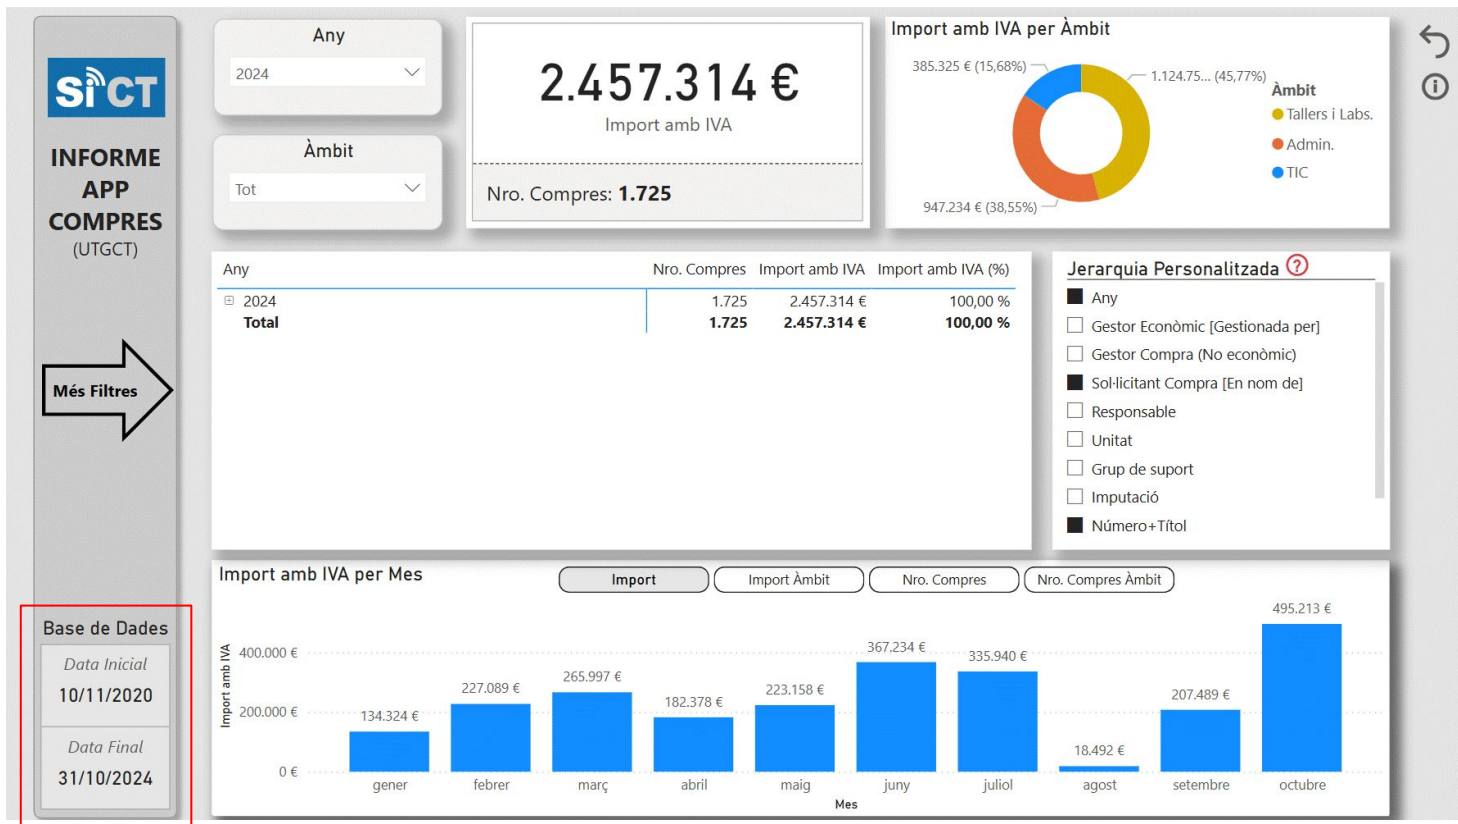 SiCT
INFORME
APP
COMPRES
(UTGCT)
Més Filtres
Base de Dades
Data Inicial
10/11/2020
Data Final
31/10/2024
Any
2024
Àmbit
Tot
2.457.314 €
Import amb IVA
Nro. Compres: 1.725
Import amb IVA per Àmbit
385.325 € (15,68%)
1.124.75... (45,77%)
947.234 € (38,55%)
Àmbit
Tallers i Labs.
Admin.
TIC
Any Nro. Compres Import amb IVA Import amb IVA (%)
2024 1.725 2.457.314 € 100,00 %
Total 1.725 2.457.314 € 100,00 %
Jerarquia Personalitzada ?
Any
Gestor Econòmic [Gestionada per]
Gestor Compra (No econòmic)
Sol·licitant Compra [En nom de]
Responsable
Unitat
Grup de suport
Imputació
Número+Títol
Import amb IVA per Mes
Import Import Àmbit Nro. Compres Nro. Compres Àmbit
Import amb IVA
400.000 €
200.000 €
0 €
134.324 € 227.089 € 265.997 € 182.378 € 223.158 € 367.234 € 335.940 € 18.492 € 207.489 € 495.213 €
gener febrer març abril maig juny juliol agost setembre octubre
Mes